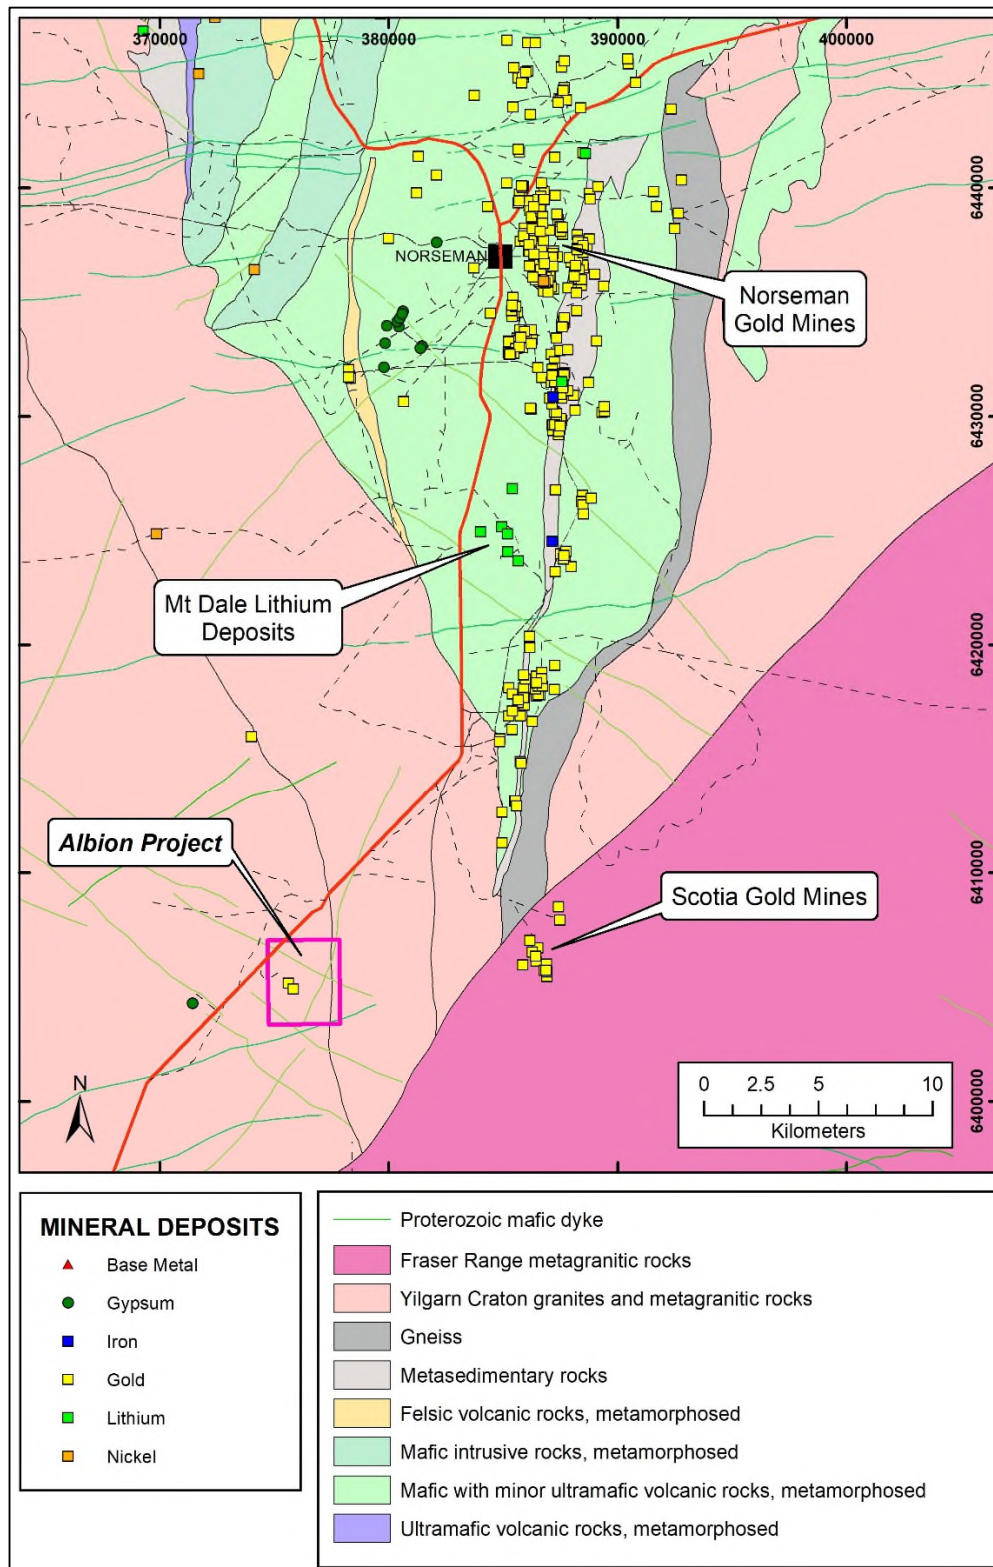 370000
380000
390000
400000
6440000
NORSEMAN
Norseman
Gold Mines
6430000
Mt Dale Lithium
Deposits
6420000
Albion Project
6410000
Scotia Gold Mines
N
0 2.5 5 10
Kilometers
6400000
MINERAL DEPOSITS
Base Metal
Gypsum
Iron
Gold
Lithium
Nickel
Proterozoic mafic dyke
Fraser Range metagranitic rocks
Yilgarn Craton granites and metagranitic rocks
Gneiss
Metasedimentary rocks
Felsic volcanic rocks, metamorphosed
Mafic intrusive rocks, metamorphosed
Mafic with minor ultramafic volcanic rocks, metamorphosed
Ultramafic volcanic rocks, metamorphosed